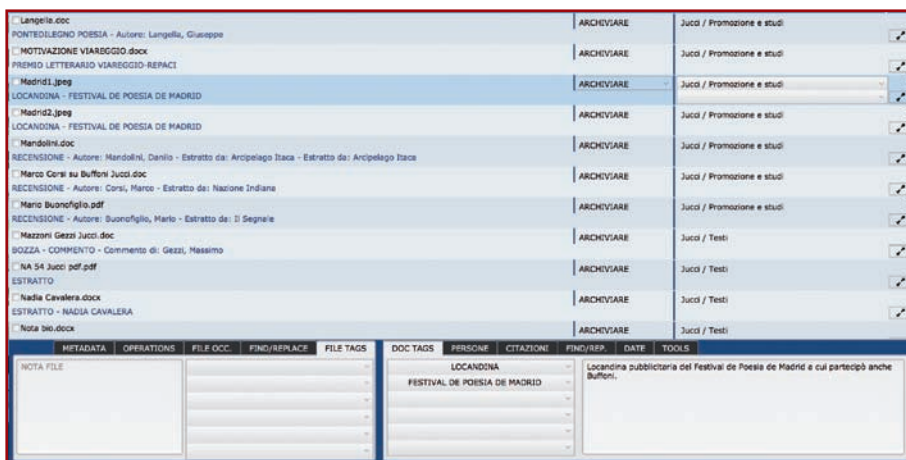 Langella.doc ARCHIVIARE Jucci / Promozione e studi
PONTEDILEGNO POESIA - Autore: Langella, Giuseppe
MOTIVAZIONE VIAREGGIO.docx ARCHIVIARE Jucci / Promozione e studi
PREMIO LETTERARIO VIAREGGIO-REPACI
Madrid1.jpeg ARCHIVIARE Jucci / Promozione e studi
LOCANDINA - FESTIVAL DE POESIA DE MADRID
Madrid2.jpeg ARCHIVIARE Jucci / Promozione e studi
LOCANDINA - FESTIVAL DE POESIA DE MADRID
Mandolini.doc ARCHIVIARE Jucci / Promozione e studi
RECENSIONE - Autore: Mandolini, Danilo - Estratto da: Arcipelago Itaca - Estratto da: Arcipelago Itaca
Marco Corsi su Buffoni Jucci.doc ARCHIVIARE Jucci / Promozione e studi
RECENSIONE - Autore: Corsi, Marco - Estratto da: Nazione Indiana
Mario Buonofiglio.pdf ARCHIVIARE Jucci / Promozione e studi
RECENSIONE - Autore: Buonofiglio, Mario - Estratto da: Il Segnale
Mazzoni Gezzi Jucci.doc ARCHIVIARE Jucci / Testi
BOZZA - COMMENTO - Commento di: Gezzi, Massimo
NA 54 Jucci pdf.pdf ARCHIVIARE Jucci / Testi
ESTRATTO
Nadia Cavalera.docx ARCHIVIARE Jucci / Testi
ESTRATTO - NADIA CAVALERA
Nota bio.docx ARCHIVIARE Jucci / Testi
METADATA OPERATIONS FILE OCC. FIND/REPLACE FILE TAGS DOC TAGS PERSONE CITAZIONI FIND/REP. DATE TOOLS
NOTA FILE LOCANDINA Locandina pubblicitaria del Festival de Poesia de Madrid a cui partecipò anche
Buffoni.
FESTIVAL DE POESIA DE MADRID